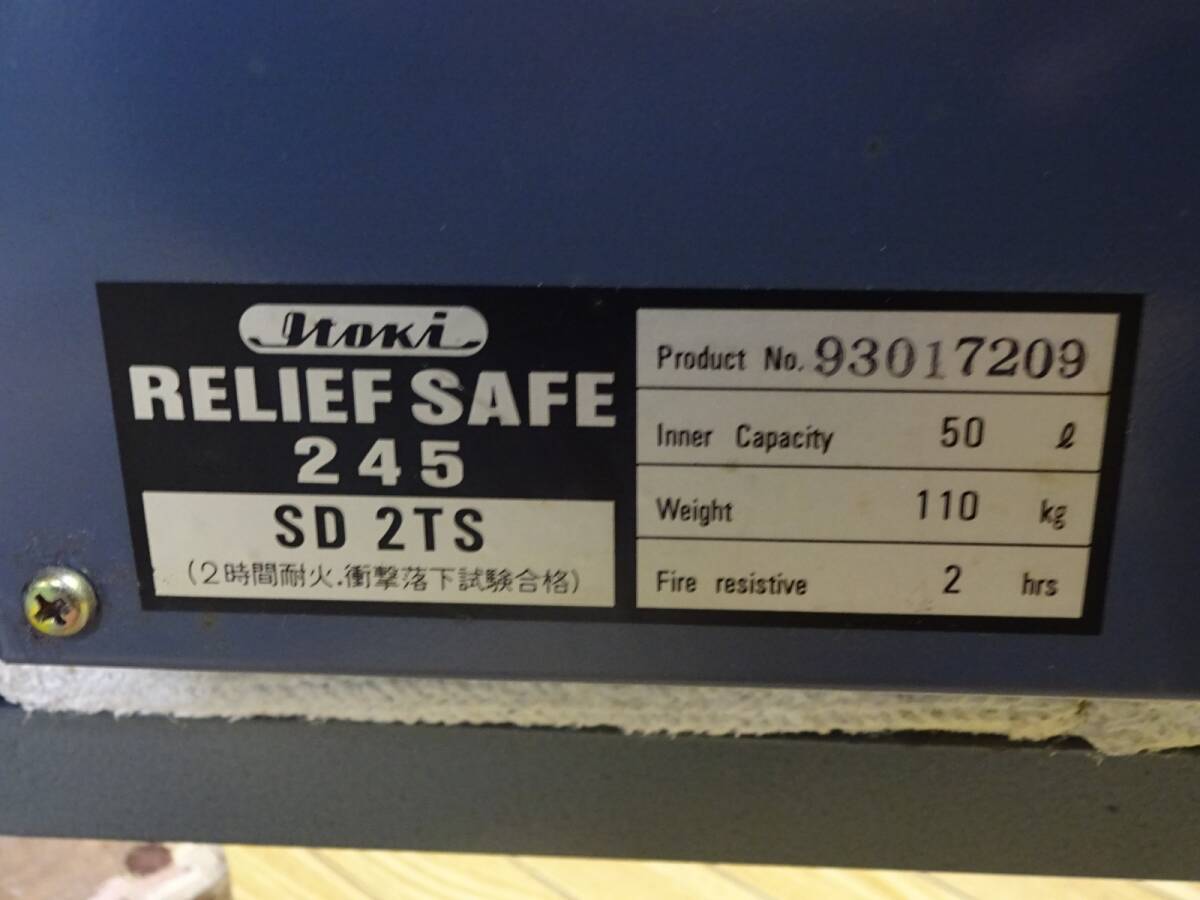 Itoki
RELIEF SAFE
245
SD 2TS
(2時間耐火.衝撃落下試験合格)
Product No. 93017209
Inner Capacity 50 ℓ
Weight 110 kg
Fire resistive 2 hrs